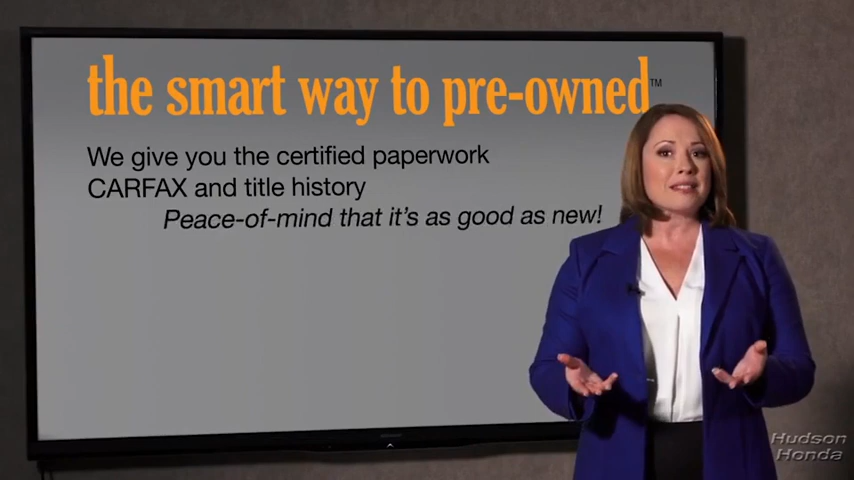 the smart way to pre-owned™
We give you the certified paperwork
CARFAX and title history
Peace-of-mind that it's as good as new!
Hudson
Honda